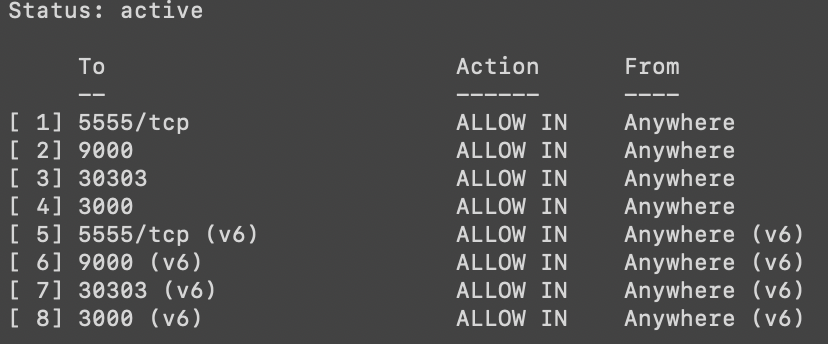 Status: active
To Action From
-- ------ ----
[ 1] 5555/tcp ALLOW IN Anywhere
[ 2] 9000 ALLOW IN Anywhere
[ 3] 30303 ALLOW IN Anywhere
[ 4] 3000 ALLOW IN Anywhere
[ 5] 5555/tcp (v6) ALLOW IN Anywhere (v6)
[ 6] 9000 (v6) ALLOW IN Anywhere (v6)
[ 7] 30303 (v6) ALLOW IN Anywhere (v6)
[ 8] 3000 (v6) ALLOW IN Anywhere (v6)